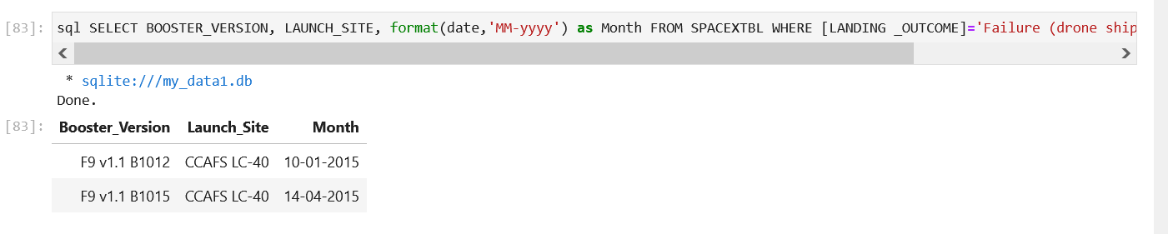 [83]: sql SELECT BOOSTER_VERSION, LAUNCH_SITE, format(date,'MM-yyyy') as Month FROM SPACEXTBL WHERE [LANDING _OUTCOME]='Failure (drone ship
* sqlite:///my_data1.db
Done.
[83]: Booster_Version Launch_Site Month
F9 v1.1 B1012 CCAFS LC-40 10-01-2015
F9 v1.1 B1015 CCAFS LC-40 14-04-2015